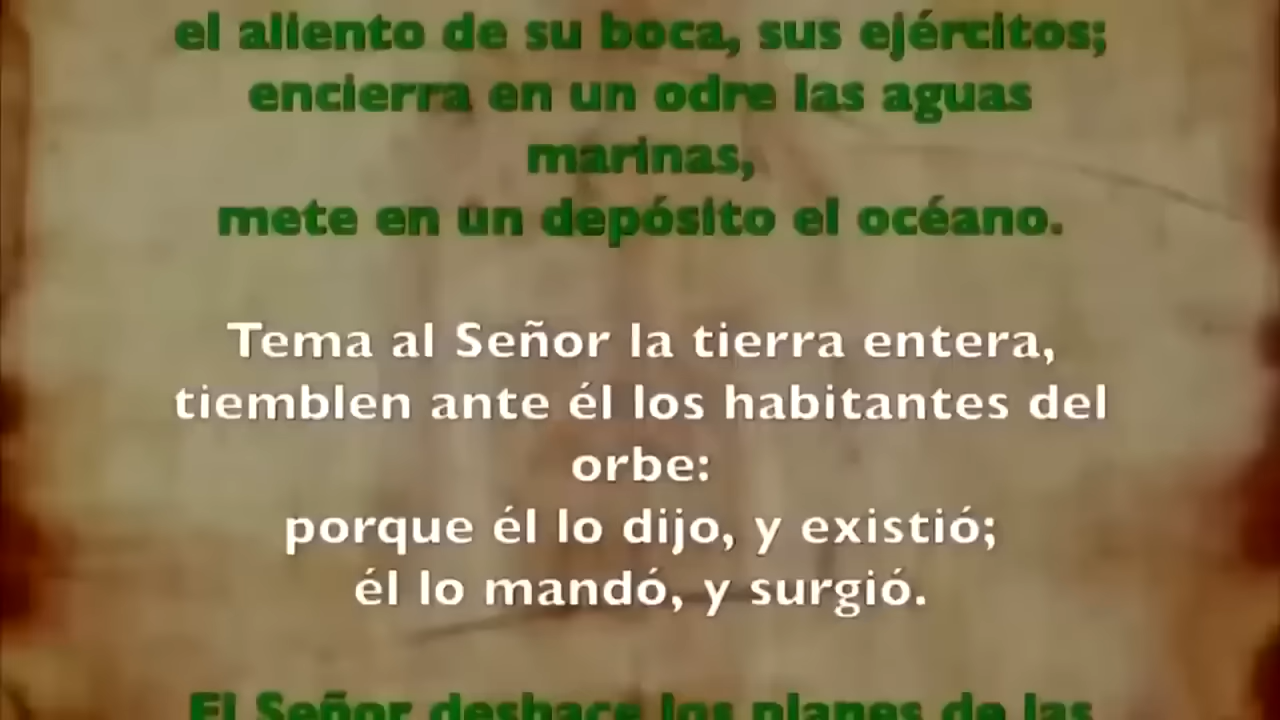 el aliento de su boca, sus ejércitos;
encierra en un odre las aguas
marinas,
mete en un depósito el océano.
Tema al Señor la tierra entera,
tiemblen ante él los habitantes del
orbe:
porque él lo dijo, y existió;
él lo mandó, y surgió.
El Señor deshace los planes de las